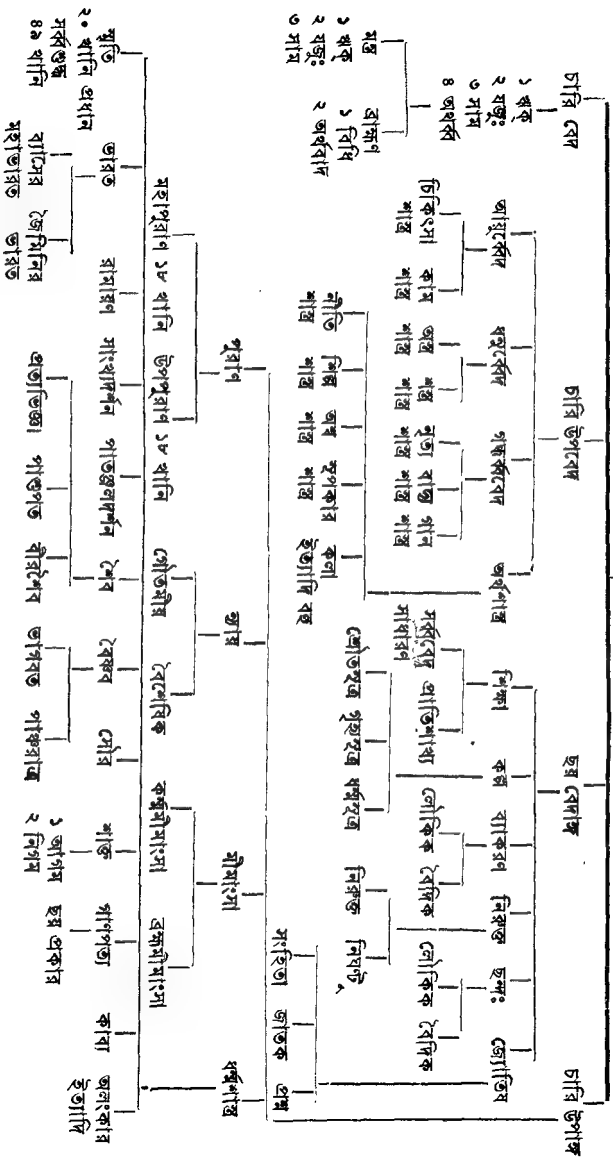 চারি বেদ চারি উপবেদ ছয় বেদাঙ্গ চারি উপাঙ্গ
১ ঋক্
২ যজুঃ
৩ সাম
৪ অথর্ব্ব
মন্ত্র ব্রাহ্মণ
১ ঋক্ ১ বিধি
২ যজুঃ ২ অর্থবাদ
৩ সাম
আয়ুর্ব্বেদ ধনুর্ব্বেদ গন্ধর্ব্ববেদ অর্থশাস্ত্র
চিকিৎসা কাম অস্ত্র শস্ত্র নৃত্য বাদ্য গান
শাস্ত্র শাস্ত্র শাস্ত্র শাস্ত্র শাস্ত্র শাস্ত্র শাস্ত্র
নীতি শিল্প অশ্ব সূপকার কলা
শাস্ত্র শাস্ত্র শাস্ত্র শাস্ত্র ইত্যাদি বহু
শিক্ষা কল্প ব্যাকরণ নিরুক্ত ছন্দঃ জ্যোতিষ
সর্ব্ববেদ প্রাতিশাখ্য লৌকিক বৈদিক লৌকিক বৈদিক
সাধারণ
শ্রৌতসূত্র গৃহ্যসূত্র ধর্ম্মসূত্র নিরুক্ত নিঘণ্টু সংহিতা জাতক প্রশ্ন
পুরাণ ন্যায় মীমাংসা ধর্ম্মশাস্ত্র
মহাপুরাণ ১৮ খানি উপপুরাণ ১৮ খানি গৌতমীয় বৈশেষিক কর্ম্মমীমাংসা ব্রহ্মমীমাংসা
স্মৃতি ভারত রামায়ণ সাংখ্যদর্শন পাতঞ্জলদর্শন শৈব বৈষ্ণব সৌর শাক্ত গাণপত্য কাব্য অলংকার
ইত্যাদি
২০ খানি প্রধান
সর্ব্বশুদ্ধ
৪৯ খানি
ব্যাসের জৈমিনির
মহাভারত ভারত
প্রত্যভিজ্ঞা পাশুপত বীরশৈব ভাগবত পাঞ্চরাত্র
১ আগম
২ নিগম
ছয় প্রকার